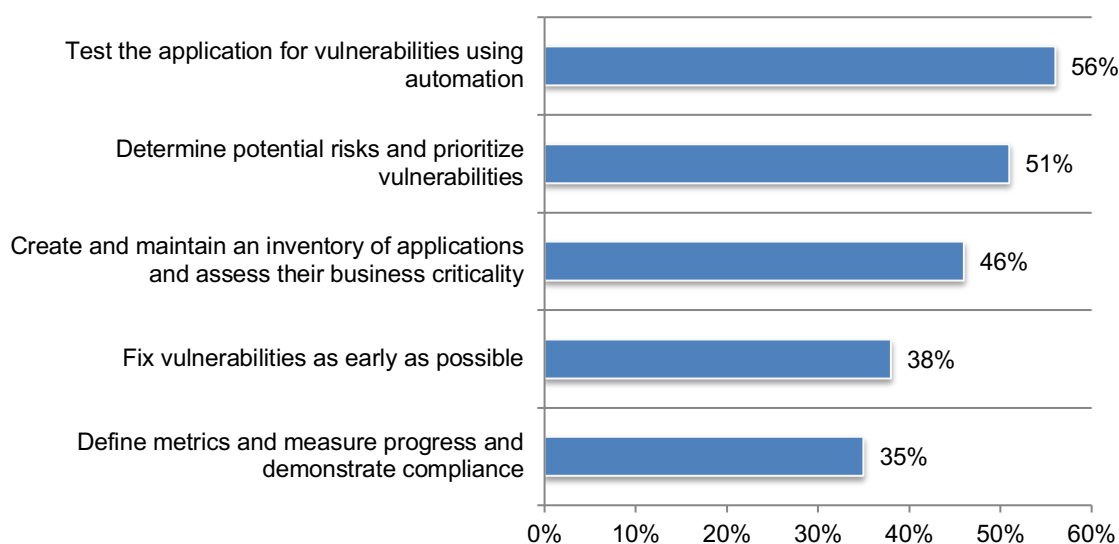 Test the application for vulnerabilities using
automation
56%
Determine potential risks and prioritize
vulnerabilities
51%
Create and maintain an inventory of applications
and assess their business criticality
46%
Fix vulnerabilities as early as possible
38%
Define metrics and measure progress and
demonstrate compliance
35%
0% 10% 20% 30% 40% 50% 60%